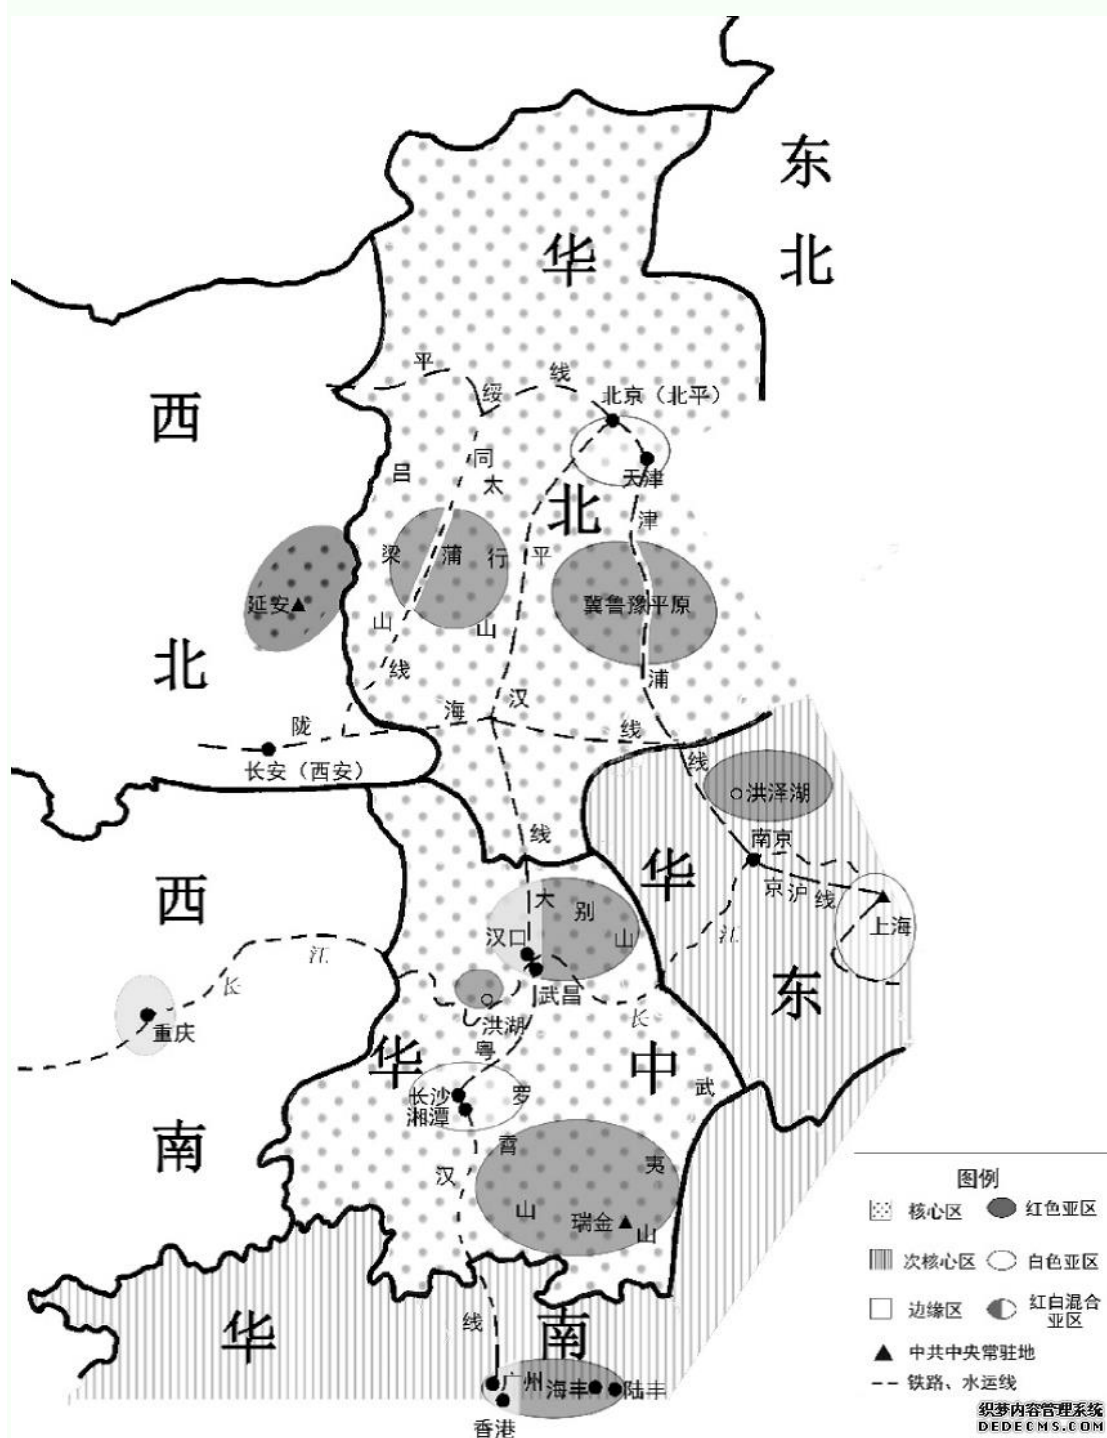 东
北
华
平
绥
线
北京（北平）
西
同
太
吕
天津
北
津
梁
蒲
行
平
延安
冀鲁豫平原
山
山
北
线
浦
汉
海
陇
线
线
长安（西安）
洪泽湖
线
南京
华
京沪线
西
大
别
山
上海
汉口
江
江
长
武昌
长
洪湖
重庆
东
粤
华
中
武
长沙
湘潭
罗
南
霄
夷
汉
山
瑞金
山
华
线
南
广州
海丰
陆丰
香港
图例
核心区
红色亚区
次核心区
白色亚区
边缘区
红白混合
亚区
中共中央常驻地
铁路、水运线
织梦内容管理系统
DEDECMS.COM